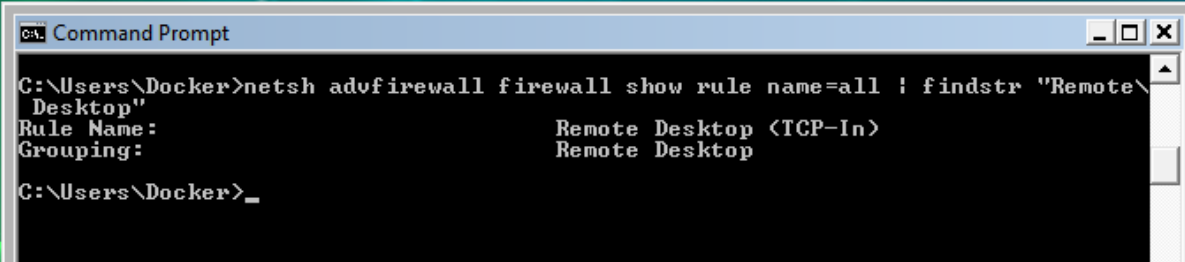 Command Prompt
C:\Users\Docker>netsh advfirewall firewall show rule name=all | findstr "Remote\
 Desktop"
Rule Name:                            Remote Desktop (TCP-In)
Grouping:                             Remote Desktop
C:\Users\Docker>_